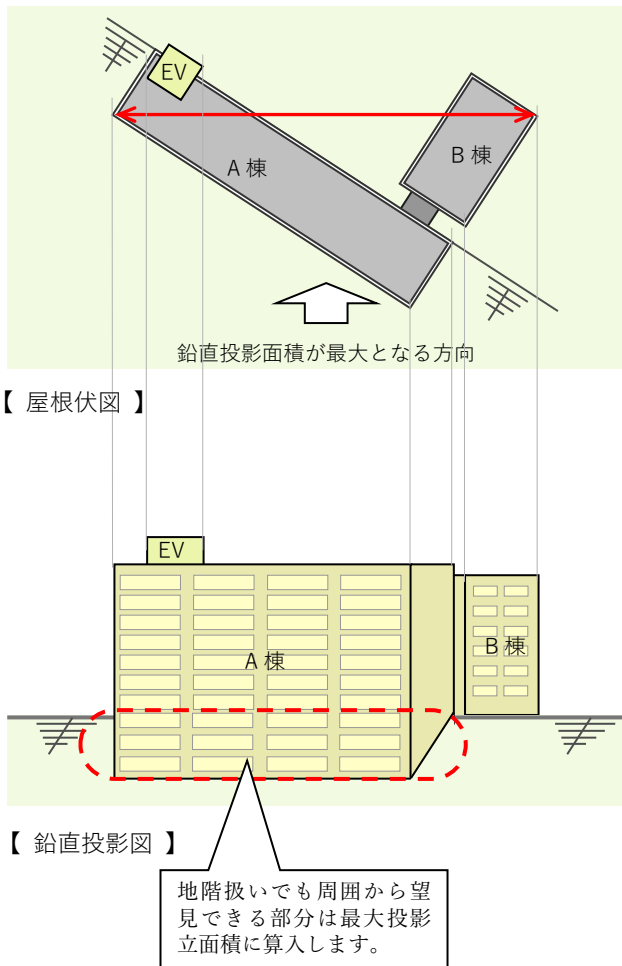 EV
A 棟
B 棟
鉛直投影面積が最大となる方向
【 屋根伏図 】
EV
A 棟
B 棟
【 鉛直投影図 】
地階扱いでも周囲から望
見できる部分は最大投影
立面積に算入します。